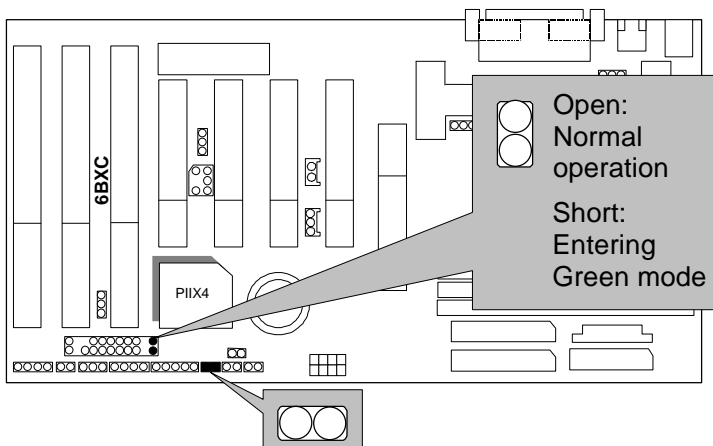 6BXC
PIIX4
Open:
Normal
operation
Short:
Entering
Green mode